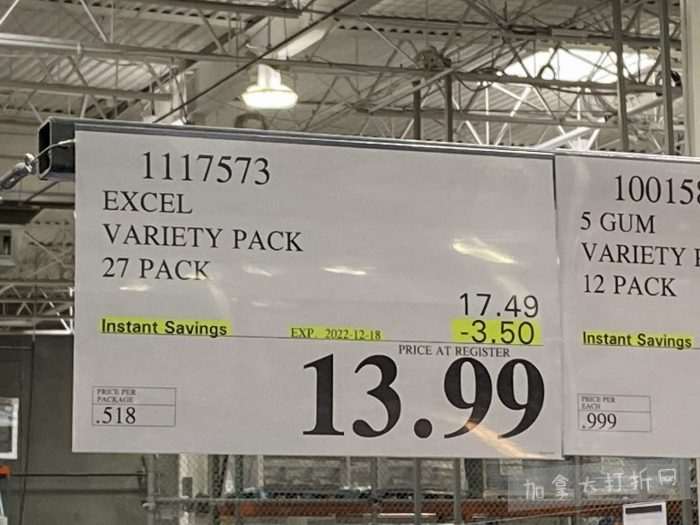 1117573
EXCEL
VARIETY PACK
27 PACK
17.49
Instant Savings EXP. 2022-12-18 -3.50
PRICE AT REGISTER
13.99
PRICE PER
PACKAGE
.518
10015
5 GUM
VARIETY
12 PACK
Instant Savings
PRICE PER
EACH
.999
加拿大打折网